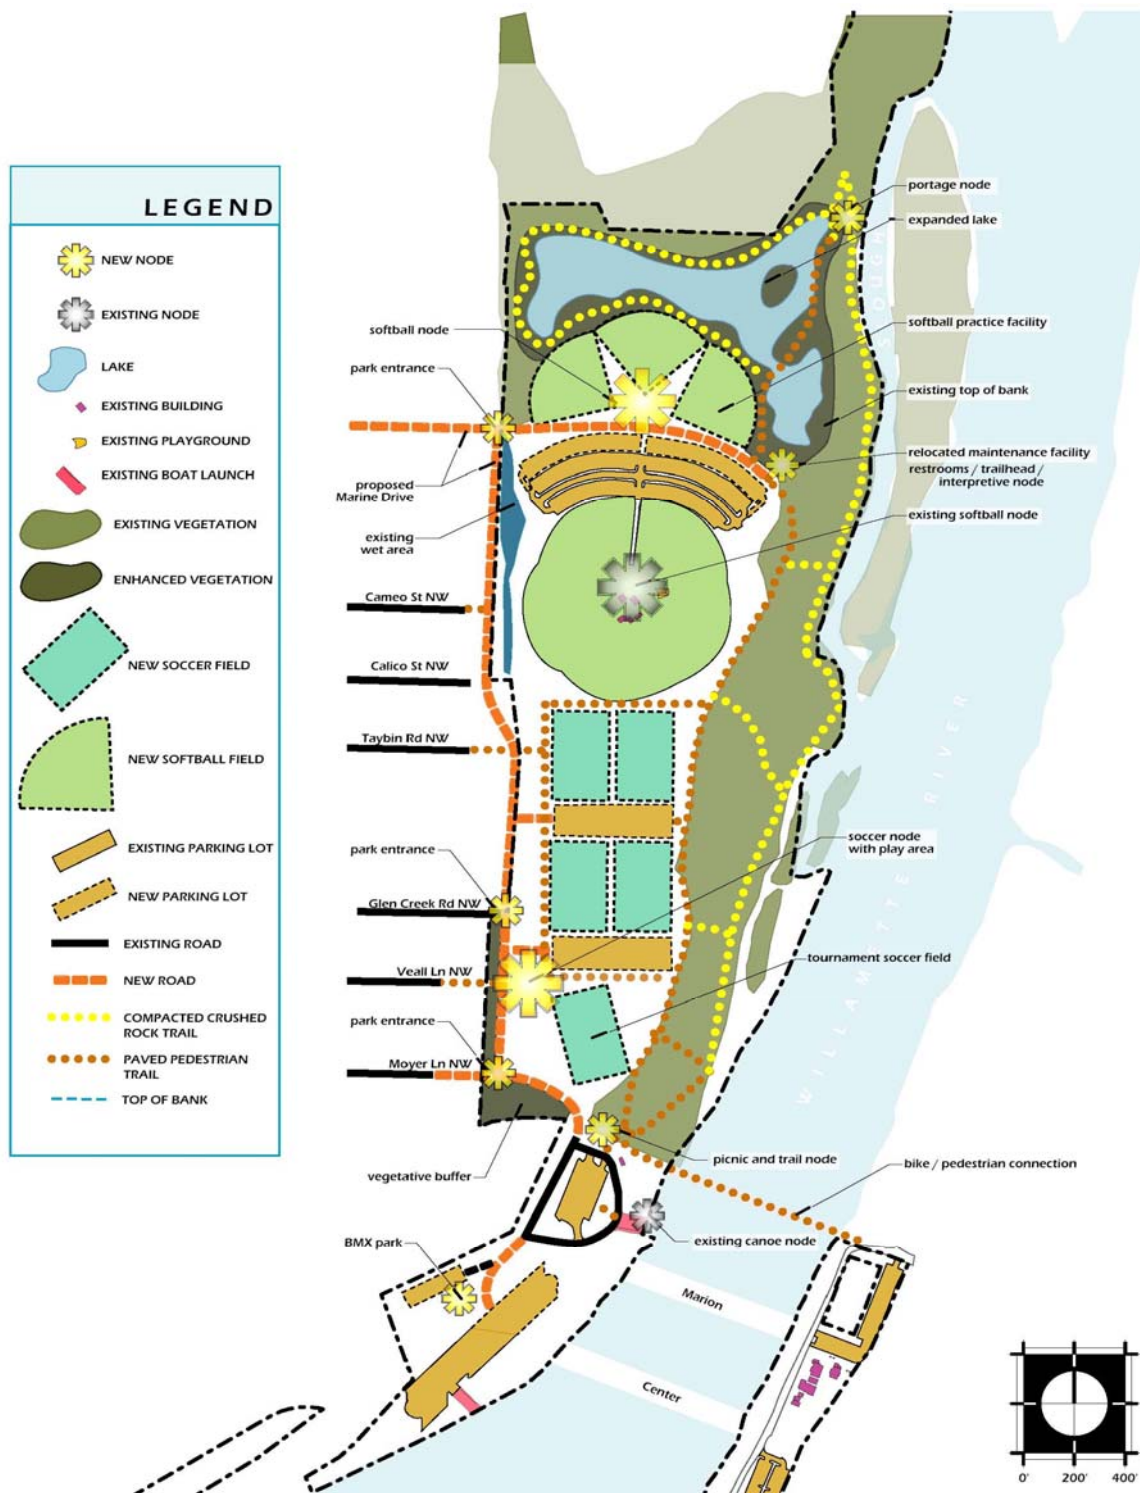 LEGEND
NEW NODE
EXISTING NODE
LAKE
EXISTING BUILDING
EXISTING PLAYGROUND
EXISTING BOAT LAUNCH
EXISTING VEGETATION
ENHANCED VEGETATION
NEW SOCCER FIELD
NEW SOFTBALL FIELD
EXISTING PARKING LOT
NEW PARKING LOT
EXISTING ROAD
NEW ROAD
COMPACTED CRUSHED
ROCK TRAIL
PAVED PEDESTRIAN
TRAIL
TOP OF BANK
softball node
park entrance
proposed
Marine Drive
existing
wet area
Cameo St NW
Calico St NW
Taybin Rd NW
park entrance
Glen Creek Rd NW
Veall Ln NW
park entrance
Moyer Ln NW
vegetative buffer
BMX park
portage node
expanded lake
softball practice facility
existing top of bank
relocated maintenance facility
restrooms / trailhead /
interpretive node
existing softball node
soccer node
with play area
tournament soccer field
picnic and trail node
bike / pedestrian connection
existing canoe node
SLOUGH
WILLAMETTE RIVER
Marion
Center
0' 200' 400'